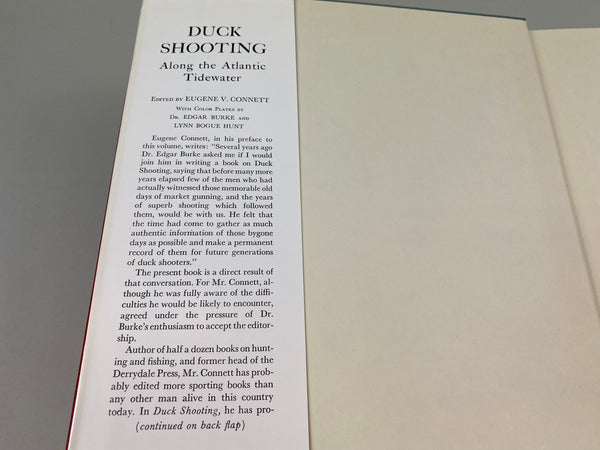 DUCK
SHOOTING
Along the Atlantic
Tidewater
EDITED BY EUGENE V. CONNETT
WITH COLOR PLATES BY
DR. EDGAR BURKE AND
LYNN BOGUE HUNT
Eugene Connett, in his preface to
this volume, writes: "Several years ago
Dr. Edgar Burke asked me if I would
join him in writing a book on Duck
Shooting, saying that before many more
years elapsed few of the men who had
actually witnessed those memorable old
days of market gunning, and the years
of superb shooting which followed
them, would be with us. He felt that
the time had come to gather as much
authentic information of those bygone
days as possible and make a permanent
record of them for future generations
of duck shooters."
The present book is a direct result of
that conversation. For Mr. Connett, al-
though he was fully aware of the diffi-
culties he would be likely to encounter,
agreed under the pressure of Dr.
Burke's enthusiasm to accept the editor-
ship.
Author of half a dozen books on hunt-
ing and fishing, and former head of the
Derrydale Press, Mr. Connett has prob-
ably edited more sporting books than
any other man alive in this country
today. In Duck Shooting, he has pro-
(continued on back flap)